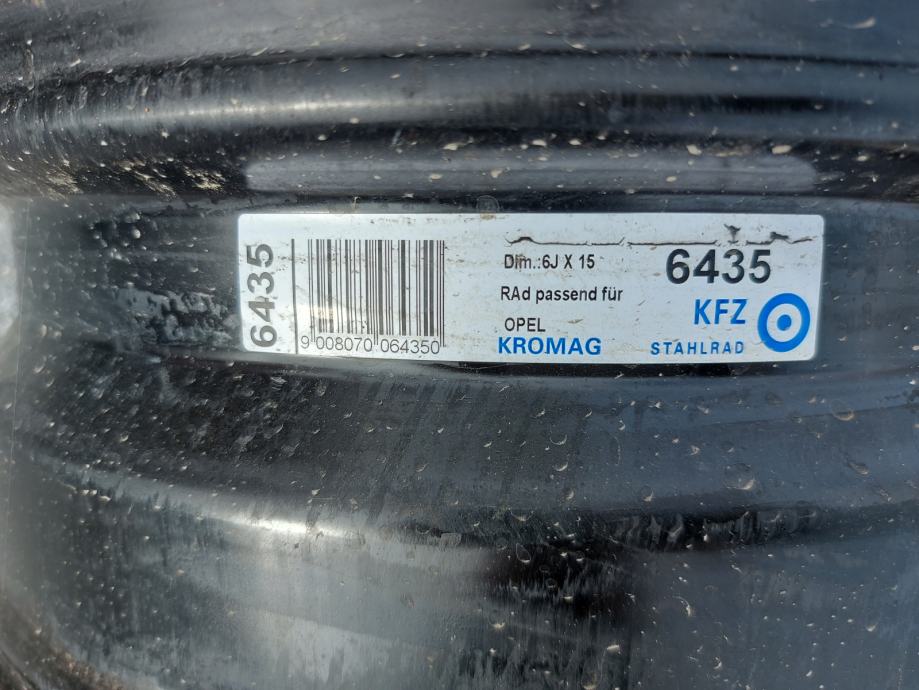 6435
9 008070 064350
Dim.:6J X 15
RAd passend für
OPEL
KROMAG
6435
KFZ
STAHLRAD